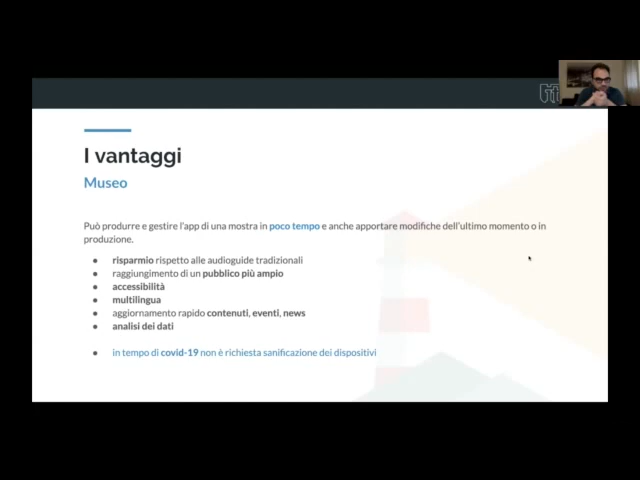 I vantaggi
Museo
Può produrre e gestire l'app di una mostra in poco tempo e anche apportare modifiche dell'ultimo momento o in
produzione.
● risparmio rispetto alle audioguide tradizionali
● raggiungimento di un pubblico più ampio
● accessibilità
● multilingua
● aggiornamento rapido contenuti, eventi, news
● analisi dei dati
● in tempo di covid-19 non è richiesta sanificazione dei dispositivi